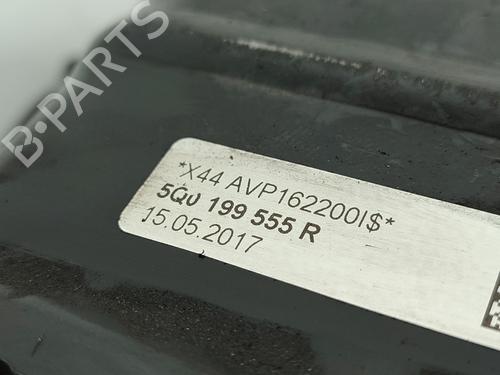 B-PARTS
*X44 AVP162200I$*
5QU 199 555 R
15.05.2017